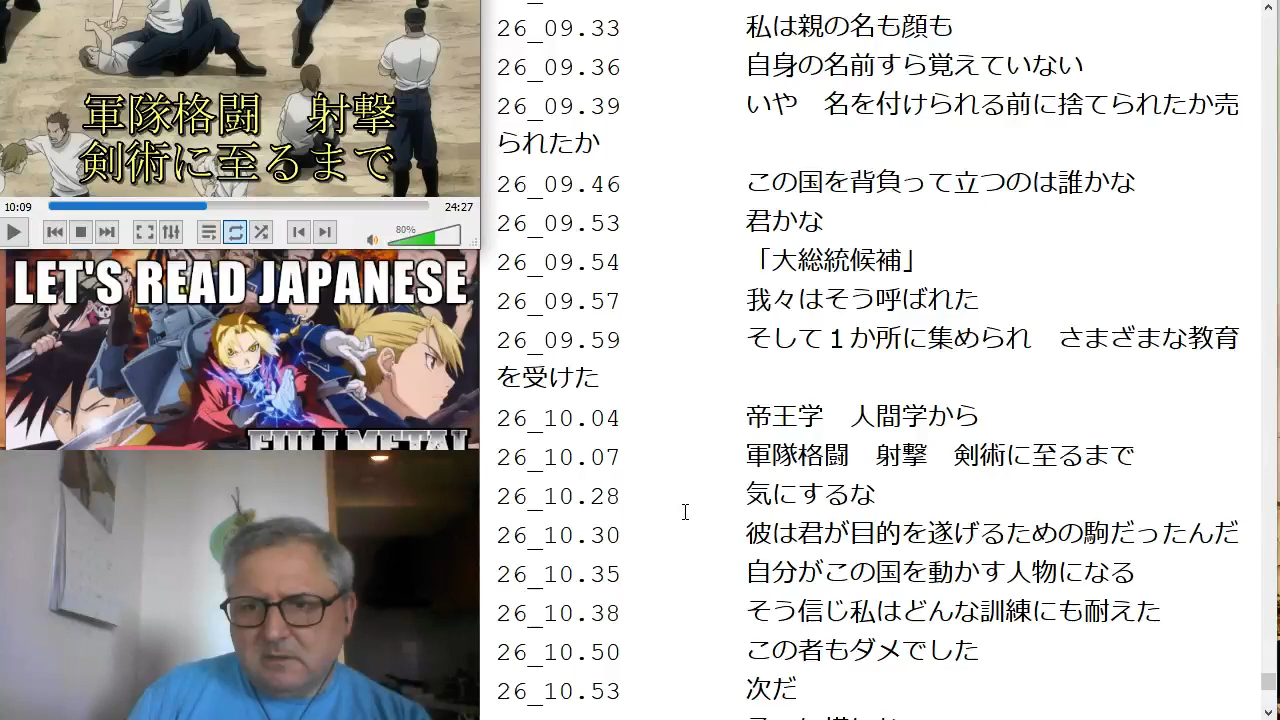 軍隊格闘　射撃
剣術に至るまで
10:09
24:27
80%
LET'S READ JAPANESE
FULLMETAL
26_09.33 私は親の名も顔も
26_09.36 自身の名前すら覚えていない
26_09.39 いや　名を付けられる前に捨てられたか売
られたか
26_09.46 この国を背負って立つのは誰かな
26_09.53 君かな
26_09.54 「大総統候補」
26_09.57 我々はそう呼ばれた
26_09.59 そして１か所に集められ　さまざまな教育
を受けた
26_10.04 帝王学　人間学から
26_10.07 軍隊格闘　射撃　剣術に至るまで
26_10.28 気にするな
26_10.30 彼は君が目的を遂げるための駒だったんだ
26_10.35 自分がこの国を動かす人物になる
26_10.38 そう信じ私はどんな訓練にも耐えた
26_10.50 この者もダメでした
26_10.53 次だ